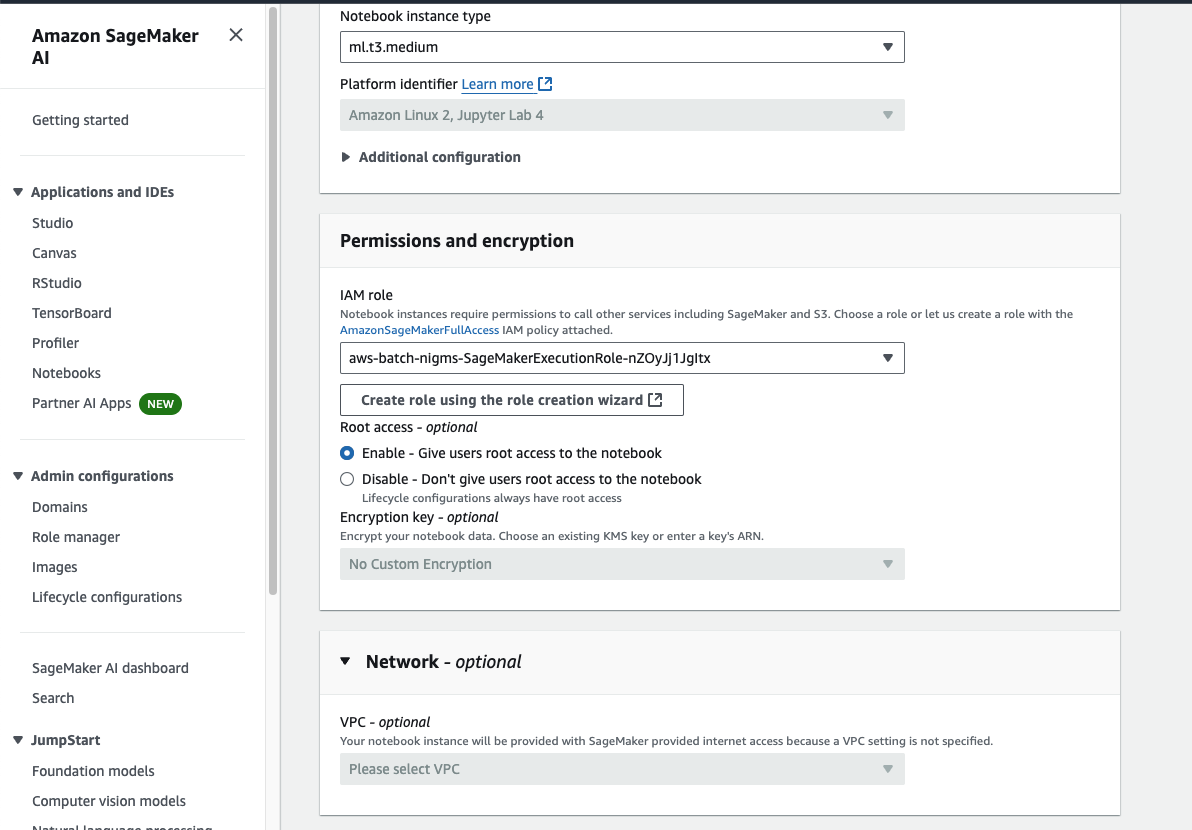 Amazon SageMaker
AI
Getting started
Applications and IDEs
Studio
Canvas
RStudio
TensorBoard
Profiler
Notebooks
Partner AI Apps NEW
Admin configurations
Domains
Role manager
Images
Lifecycle configurations
SageMaker AI dashboard
Search
JumpStart
Foundation models
Computer vision models
Natural language processing
Notebook instance type
ml.t3.medium
Platform identifier Learn more
Amazon Linux 2, Jupyter Lab 4
Additional configuration
Permissions and encryption
IAM role
Notebook instances require permissions to call other services including SageMaker and S3. Choose a role or let us create a role with the
AmazonSageMakerFullAccess IAM policy attached.
aws-batch-nigms-SageMakerExecutionRole-nZOyJj1JgItx
Create role using the role creation wizard
Root access - optional
Enable - Give users root access to the notebook
Disable - Don't give users root access to the notebook
Lifecycle configurations always have root access
Encryption key - optional
Encrypt your notebook data. Choose an existing KMS key or enter a key's ARN.
No Custom Encryption
Network - optional
VPC - optional
Your notebook instance will be provided with SageMaker provided internet access because a VPC setting is not specified.
Please select VPC